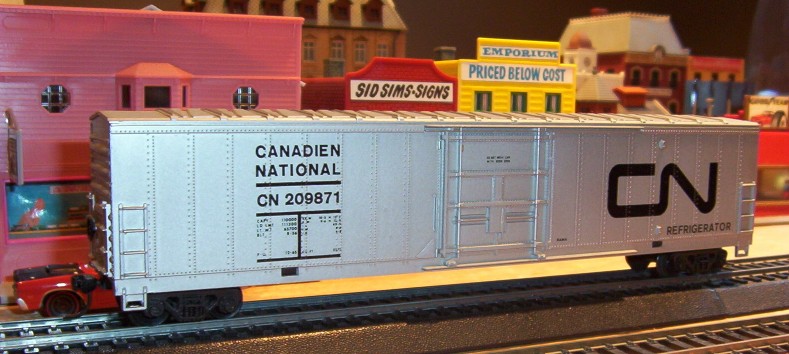 EMPORIUM
PRICED BELOW COST
SID SIMS-SIGNS
CANADIEN
NATIONAL
CN 209871
CN
REFRIGERATOR